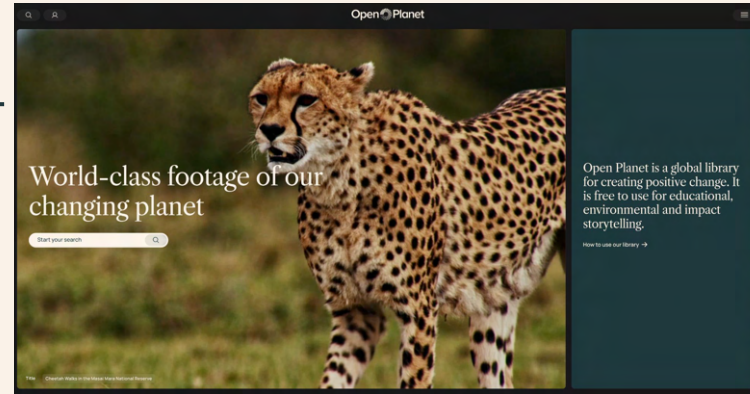 Open Planet
World-class footage of our
changing planet
Start your search
Title Cheetah Walks in the Masai Mara National Reserve
Open Planet is a global library
for creating positive change. It
is free to use for educational,
environmental and impact
storytelling.
How to use our library →